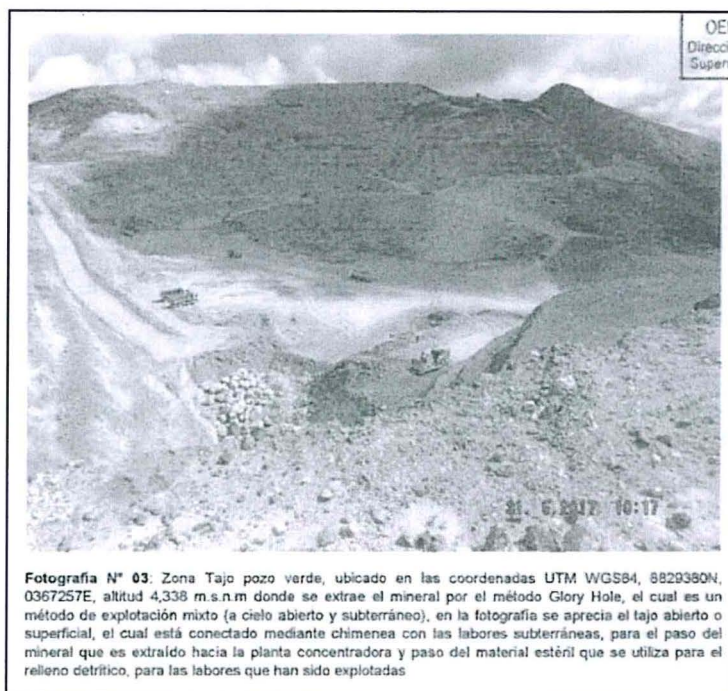 OE
Direcci
Super
31. 5.2017 10:17
Fotografía N° 03: Zona Tajo pozo verde, ubicado en las coordenadas UTM WGS84, 8829380N,
0367257E, altitud 4,338 m.s.n.m donde se extrae el mineral por el método Glory Hole, el cual es un
método de explotación mixto (a cielo abierto y subterráneo), en la fotografía se aprecia el tajo abierto o
superficial, el cual está conectado mediante chimenea con las labores subterráneas, para el paso del
mineral que es extraído hacia la planta concentradora y paso del material estéril que se utiliza para el
relleno detrítico, para las labores que han sido explotadas